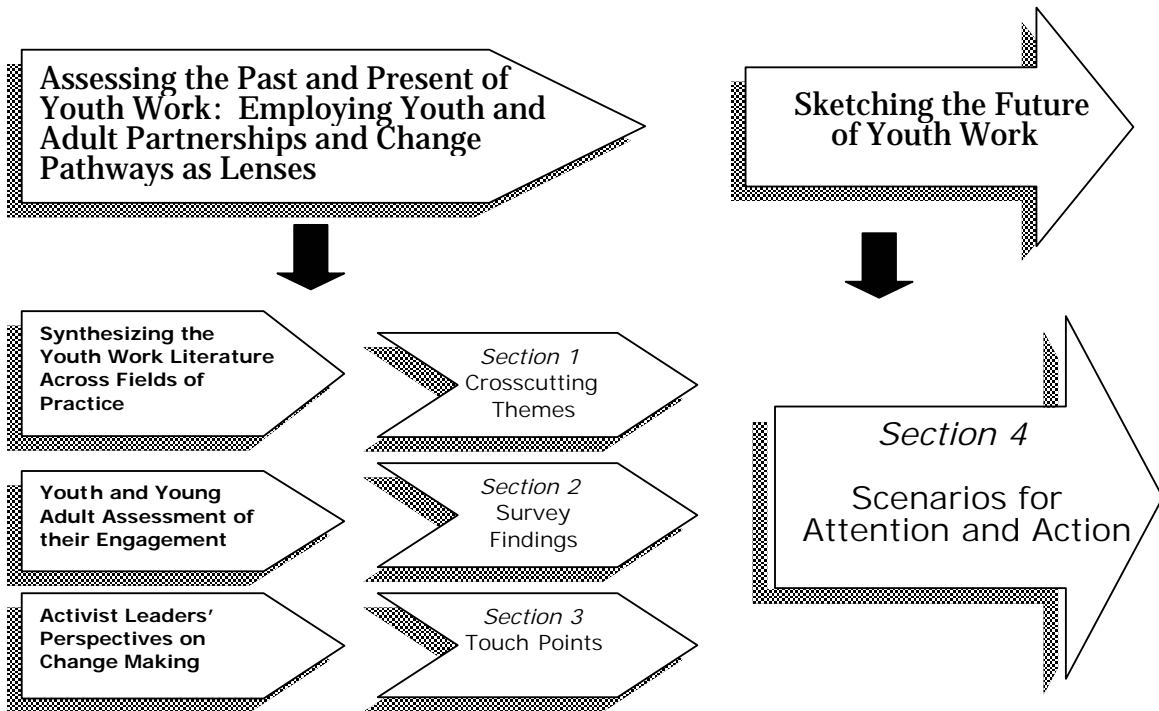 Assessing the Past and Present of
Youth Work:  Employing Youth and
Adult Partnerships and Change
Pathways as Lenses
Sketching the Future
of Youth Work
Synthesizing the
Youth Work Literature
Across Fields of
Practice
Section 1
Crosscutting
Themes
Youth and Young
Adult Assessment of
their Engagement
Section 2
Survey
Findings
Activist Leaders’
Perspectives on
Change Making
Section 3
Touch Points
Section 4
Scenarios for
Attention and Action